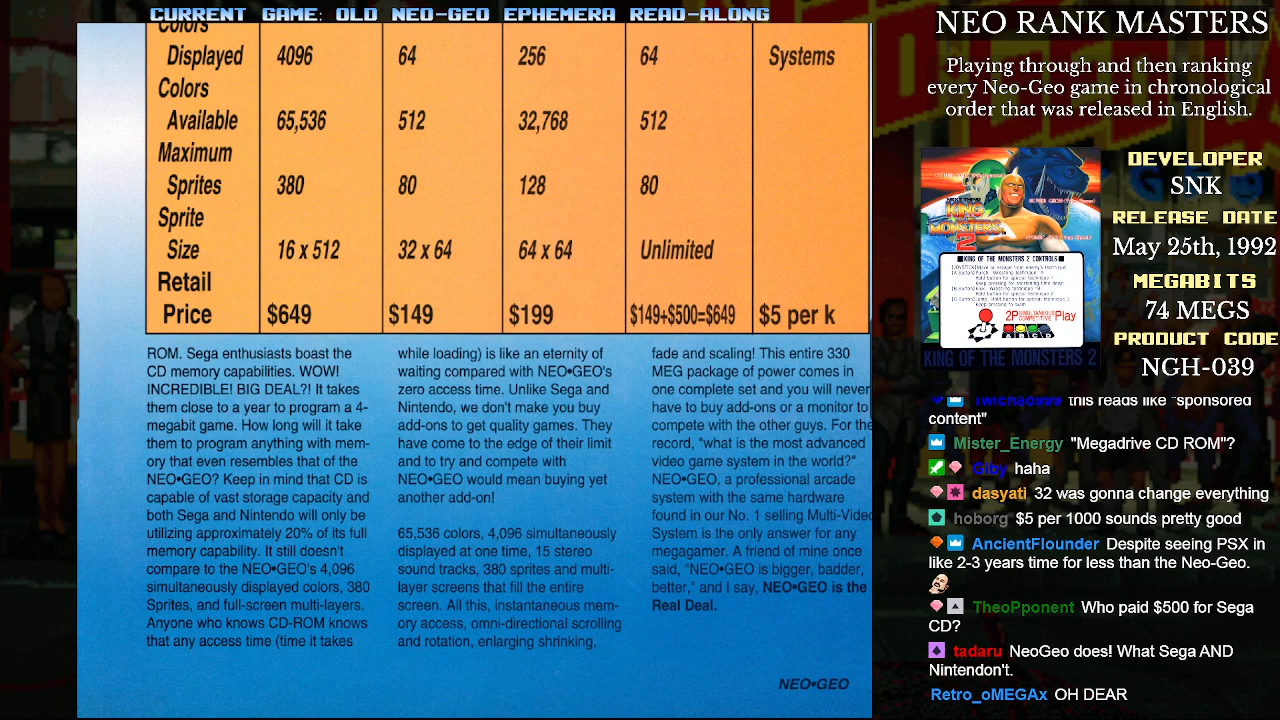 CURRENT GAME: OLD NEO-GEO EPHEMERA READ-ALONG
Colors
Displayed 4096 64 256 64 Systems
Colors
Available 65,536 512 32,768 512
Maximum
Sprites 380 80 128 80
Sprite
Size 16 x 512 32 x 64 64 x 64 Unlimited
Retail
Price $649 $149 $199 $149+$500=$649 $5 per k
ROM. Sega enthusiasts boast the
CD memory capabilities. WOW!
INCREDIBLE! BIG DEAL?! It takes
them close to a year to program a 4-
megabit game. How long will it take
them to program anything with mem-
ory that even resembles that of the
NEO•GEO? Keep in mind that CD is
capable of vast storage capacity and
both Sega and Nintendo will only be
utilizing approximately 20% of its full
memory capability. It still doesn't
compare to the NEO•GEO's 4,096
simultaneously displayed colors, 380
Sprites, and full-screen multi-layers.
Anyone who knows CD-ROM knows
that any access time (time it takes
while loading) is like an eternity of
waiting compared with NEO•GEO's
zero access time. Unlike Sega and
Nintendo, we don't make you buy
add-ons to get quality games. They
have come to the edge of their limit
and to try and compete with
NEO•GEO would mean buying yet
another add-on!
65,536 colors, 4,096 simultaneously
displayed at one time, 15 stereo
sound tracks, 380 sprites and multi-
layer screens that fill the entire
screen. All this, instantaneous mem-
ory access, omni-directional scrolling
and rotation, enlarging shrinking,
fade and scaling! This entire 330
MEG package of power comes in
one complete set and you will never
have to buy add-ons or a monitor to
compete with the other guys. For the
record, "what is the most advanced
video game system in the world?"
NEO•GEO, a professional arcade
system with the same hardware
found in our No. 1 selling Multi-Video
System is the only answer for any
megagamer. A friend of mine once
said, "NEO•GEO is bigger, badder,
better," and I say, NEO•GEO is the
Real Deal.
NEO•GEO
NEO RANK MASTERS
Playing through and then ranking
every Neo-Geo game in chronological
order that was released in English.
KING
MONSTERS
2
KING OF THE MONSTERS 2 CONTROLS
2P SIMULTANEOUS COMPETITIVE Play
A B C D
KING OF THE MONSTERS 2
DEVELOPER
SNK
RELEASE DATE
May 25th, 1992
MEGABITS
74 MEGS
PRODUCT CODE
NGH-039
this reads like "sponsored
content"
Mister_Energy "Megadrive CD ROM"?
Giby haha
dasyati 32 was gonna change everything
hoborg $5 per 1000 sounds pretty good
AncientFlounder Despite seeing PSX in
like 2-3 years time for less than the Neo-Geo.
TheOpponent Who paid $500 for Sega
CD?
tadaru NeoGeo does! What Sega AND
Nintendon't.
Retro_oMEGAx OH DEAR